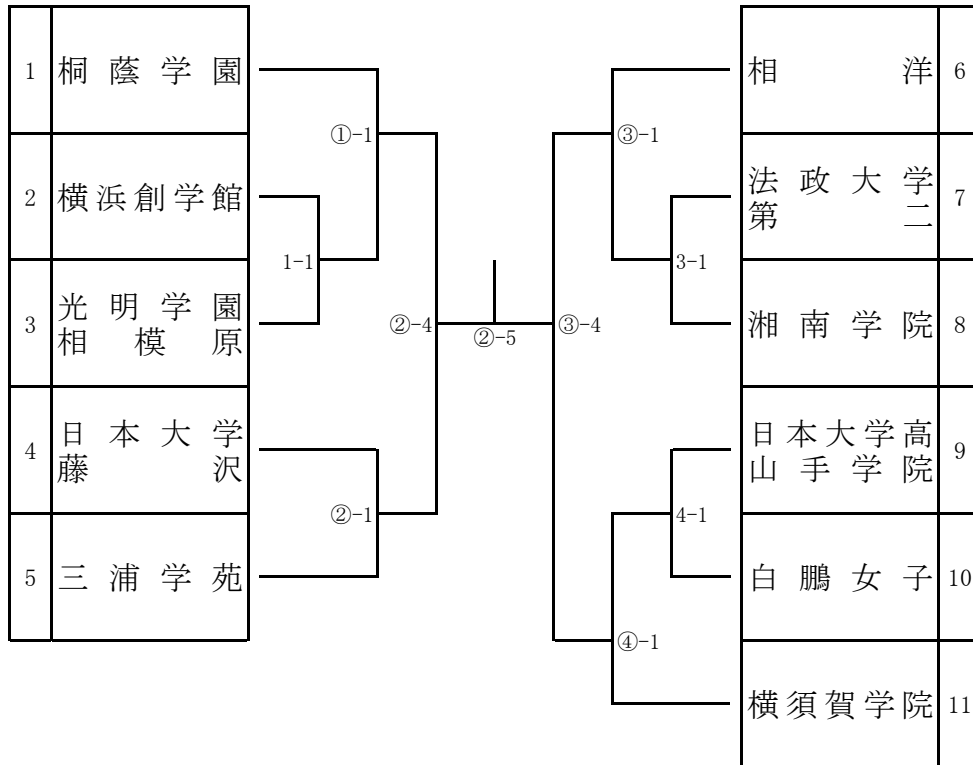 1 桐蔭学園
2 横浜創学館
3 光明学園
相模原
4 日本大学
藤沢
5 三浦学苑
①-1
1-1
②-1
②-4
②-5
③-4
③-1
3-1
4-1
④-1
相洋 6
法政大学 7
第二
湘南学院 8
日本大学高 9
山手学院
白鵬女子 10
横須賀学院 11